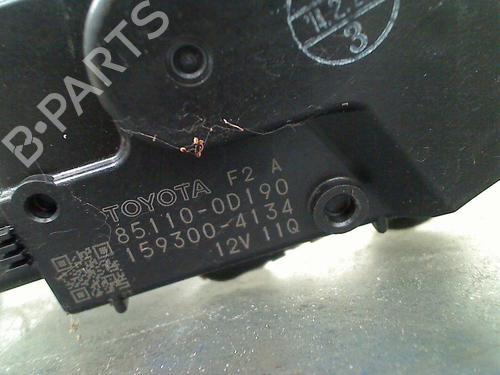 B-PARTS
3
TOYOTA F2 A
85110-0D190
159300-4134
12V 11Q